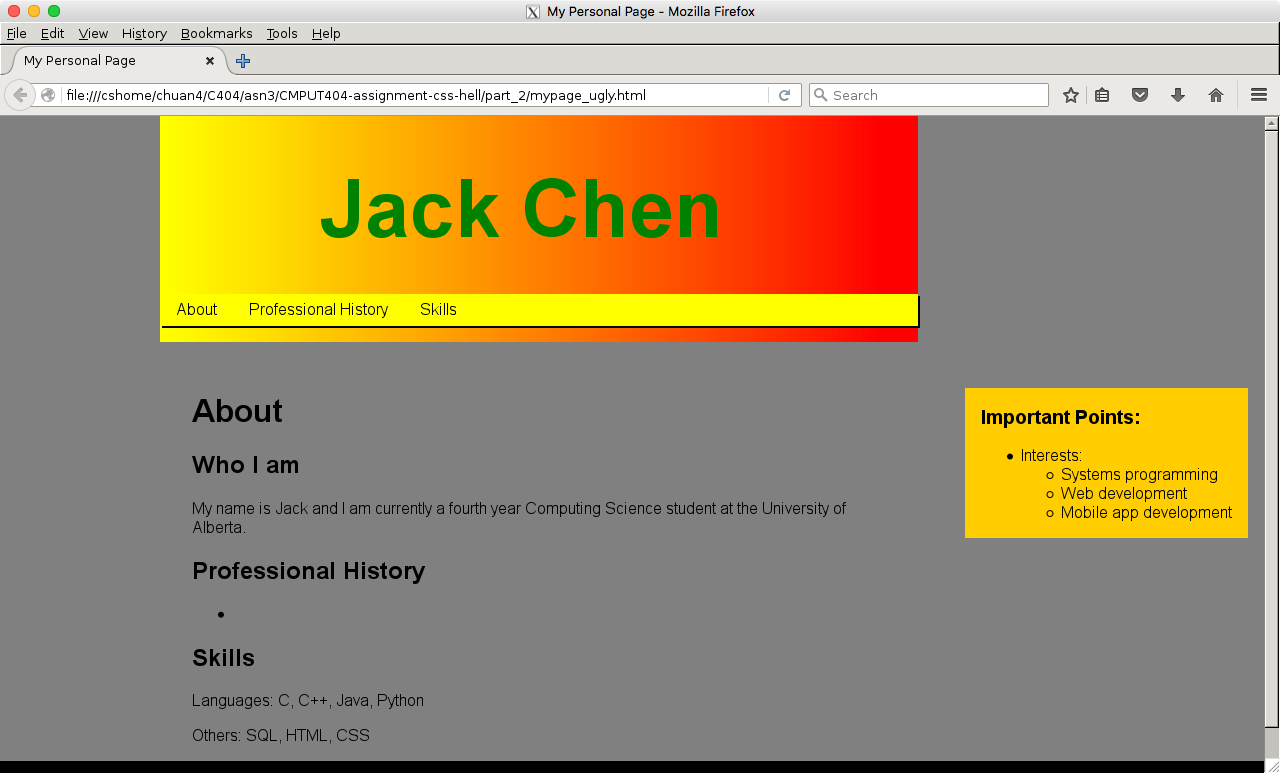 My Personal Page - Mozilla Firefox
File Edit View History Bookmarks Tools Help
My Personal Page
file:///cshome/chuan4/C404/asn3/CMPUT404-assignment-css-hell/part_2/mypage_ugly.html
Search
Jack Chen
About Professional History Skills
About
Who I am
My name is Jack and I am currently a fourth year Computing Science student at the University of
Alberta.
Professional History
Skills
Languages: C, C++, Java, Python
Others: SQL, HTML, CSS
Important Points:
Interests:
Systems programming
Web development
Mobile app development